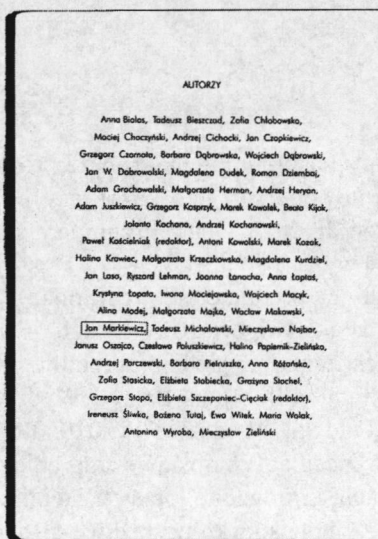 AUTORZY
Anna Białas, Tadeusz Bieszczad, Zofia Chlobowska,
Maciej Choczyński, Andrzej Cichocki, Jan Czopkiewicz,
Grzegorz Czarnota, Barbara Dąbrowska, Wojciech Dąbrowski,
Jan W. Dobrowolski, Magdalena Dudek, Roman Dziembaj,
Adam Grochowalski, Małgorzata Herman, Andrzej Heryan,
Adam Juszkiewicz, Grzegorz Kasprzyk, Marek Kowalek, Beata Kijak,
Jolanta Kochana, Andrzej Kochanowski,
Paweł Kościelniak (redaktor), Antoni Kowalski, Marek Kozak,
Halina Krawiec, Małgorzata Krzeczkowska, Magdalena Kurdziel,
Jan Lasa, Ryszard Lehman, Joanna Łanocha, Anna Łaptaś,
Krystyna Łopata, Iwona Maciejowska, Wojciech Macyk,
Alina Madej, Małgorzata Majka, Wacław Makowski,
Jan Markiewicz, Tadeusz Michałowski, Mieczysława Najbar,
Janusz Oszajca, Czesława Paluszkiewicz, Halina Papiernik-Zielińska,
Andrzej Parczewski, Barbara Pietruszka, Anna Różańska,
Zofia Stasicka, Elżbieta Stobiecka, Grażyna Stochel,
Grzegorz Stopa, Elżbieta Szczepaniec-Cięciak (redaktor),
Ireneusz Śliwka, Bożena Tutaj, Ewa Witek, Maria Wolak,
Antonina Wyroba, Mieczysław Zieliński